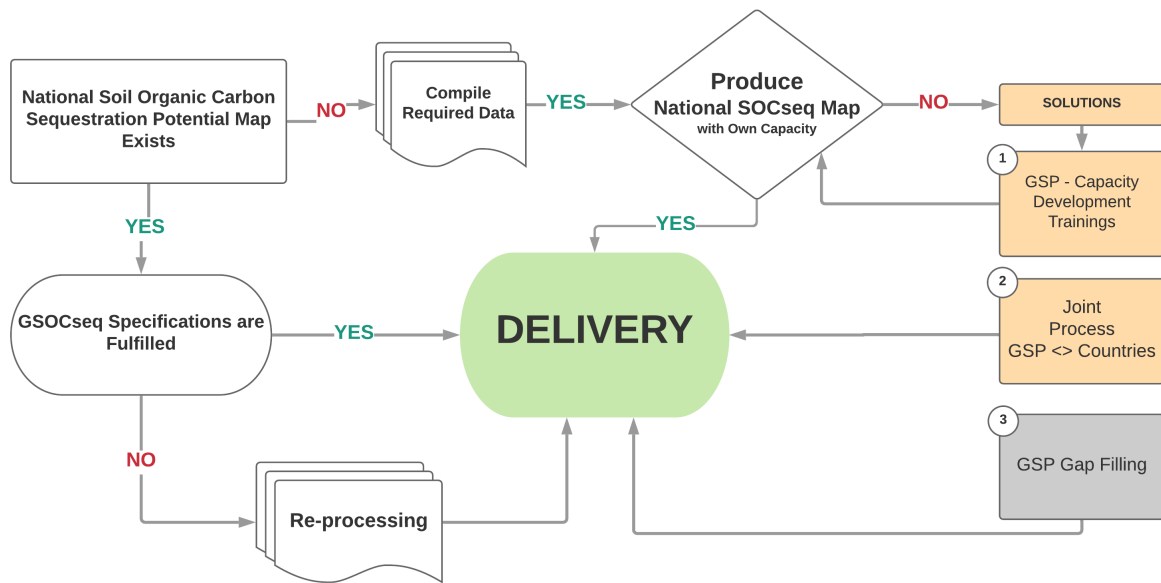 National Soil Organic Carbon
Sequestration Potential Map
Exists
NO
Compile
Required Data
YES
Produce
National SOCseq Map
with Own Capacity
NO
SOLUTIONS
1
GSP - Capacity
Development
Trainings
YES
YES
GSOCseq Specifications are
Fulfilled
YES
DELIVERY
2
Joint
Process
GSP <> Countries
3
GSP Gap Filling
NO
Re-processing